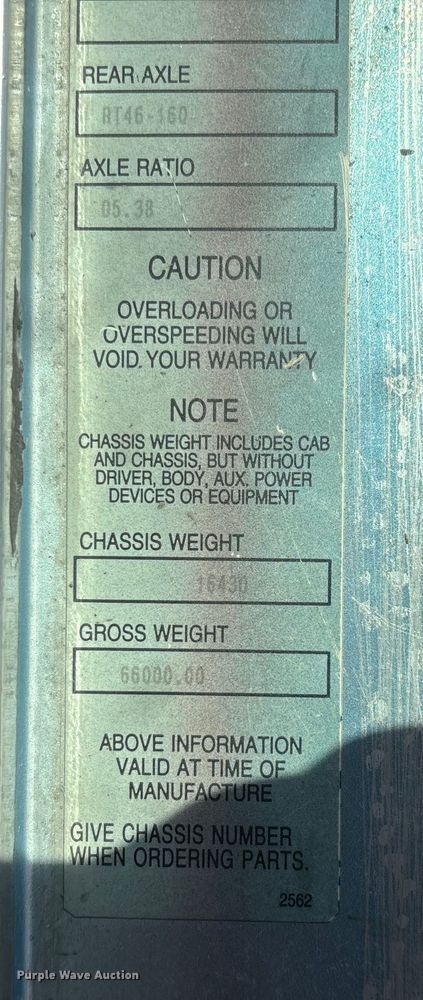 REAR AXLE
RT46-160
AXLE RATIO
05.38
CAUTION
OVERLOADING OR
OVERSPEEDING WILL
VOID YOUR WARRANTY
NOTE
CHASSIS WEIGHT INCLUDES CAB
AND CHASSIS, BUT WITHOUT
DRIVER, BODY, AUX. POWER
DEVICES OR EQUIPMENT
CHASSIS WEIGHT
16430
GROSS WEIGHT
66000.00
ABOVE INFORMATION
VALID AT TIME OF
MANUFACTURE
GIVE CHASSIS NUMBER
WHEN ORDERING PARTS.
2562
Purple Wave Auction